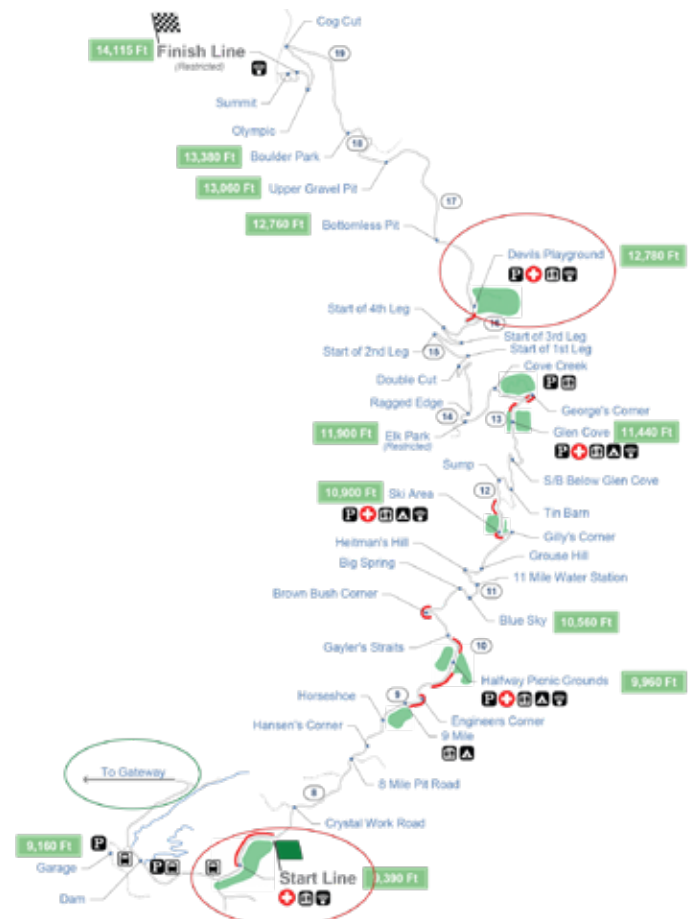 Cog Cut
14,115 Ft
Finish Line
(Restricted)
19
Summit
Olympic
18
13,380 Ft
Boulder Park
13,060 Ft
Upper Gravel Pit
17
12,760 Ft
Bottomless Pit
Devils Playground
12,780 Ft
P
Start of 4th Leg
16
Start of 3rd Leg
Start of 2nd Leg
15
Start of 1st Leg
Double Cut
Cove Creek
P
Ragged Edge
George's Corner
14
13
11,900 Ft
Elk Park
(Restricted)
Glen Cove
11,440 Ft
P
Sump
S/B Below Glen Cove
10,900 Ft
Ski Area
12
P
Tin Barn
Heitman's Hill
Gilly's Corner
Grouse Hill
Big Spring
11 Mile Water Station
11
Brown Bush Corner
Blue Sky
10,560 Ft
Gayler's Straits
10
Halfway Picnic Grounds
9,960 Ft
P
Horseshoe
9
Engineers Corner
Hansen's Corner
9 Mile
To Gateway
8 Mile Pit Road
8
Crystal Work Road
9,160 Ft
P
Garage
P
Start Line
9,390 Ft
Dam